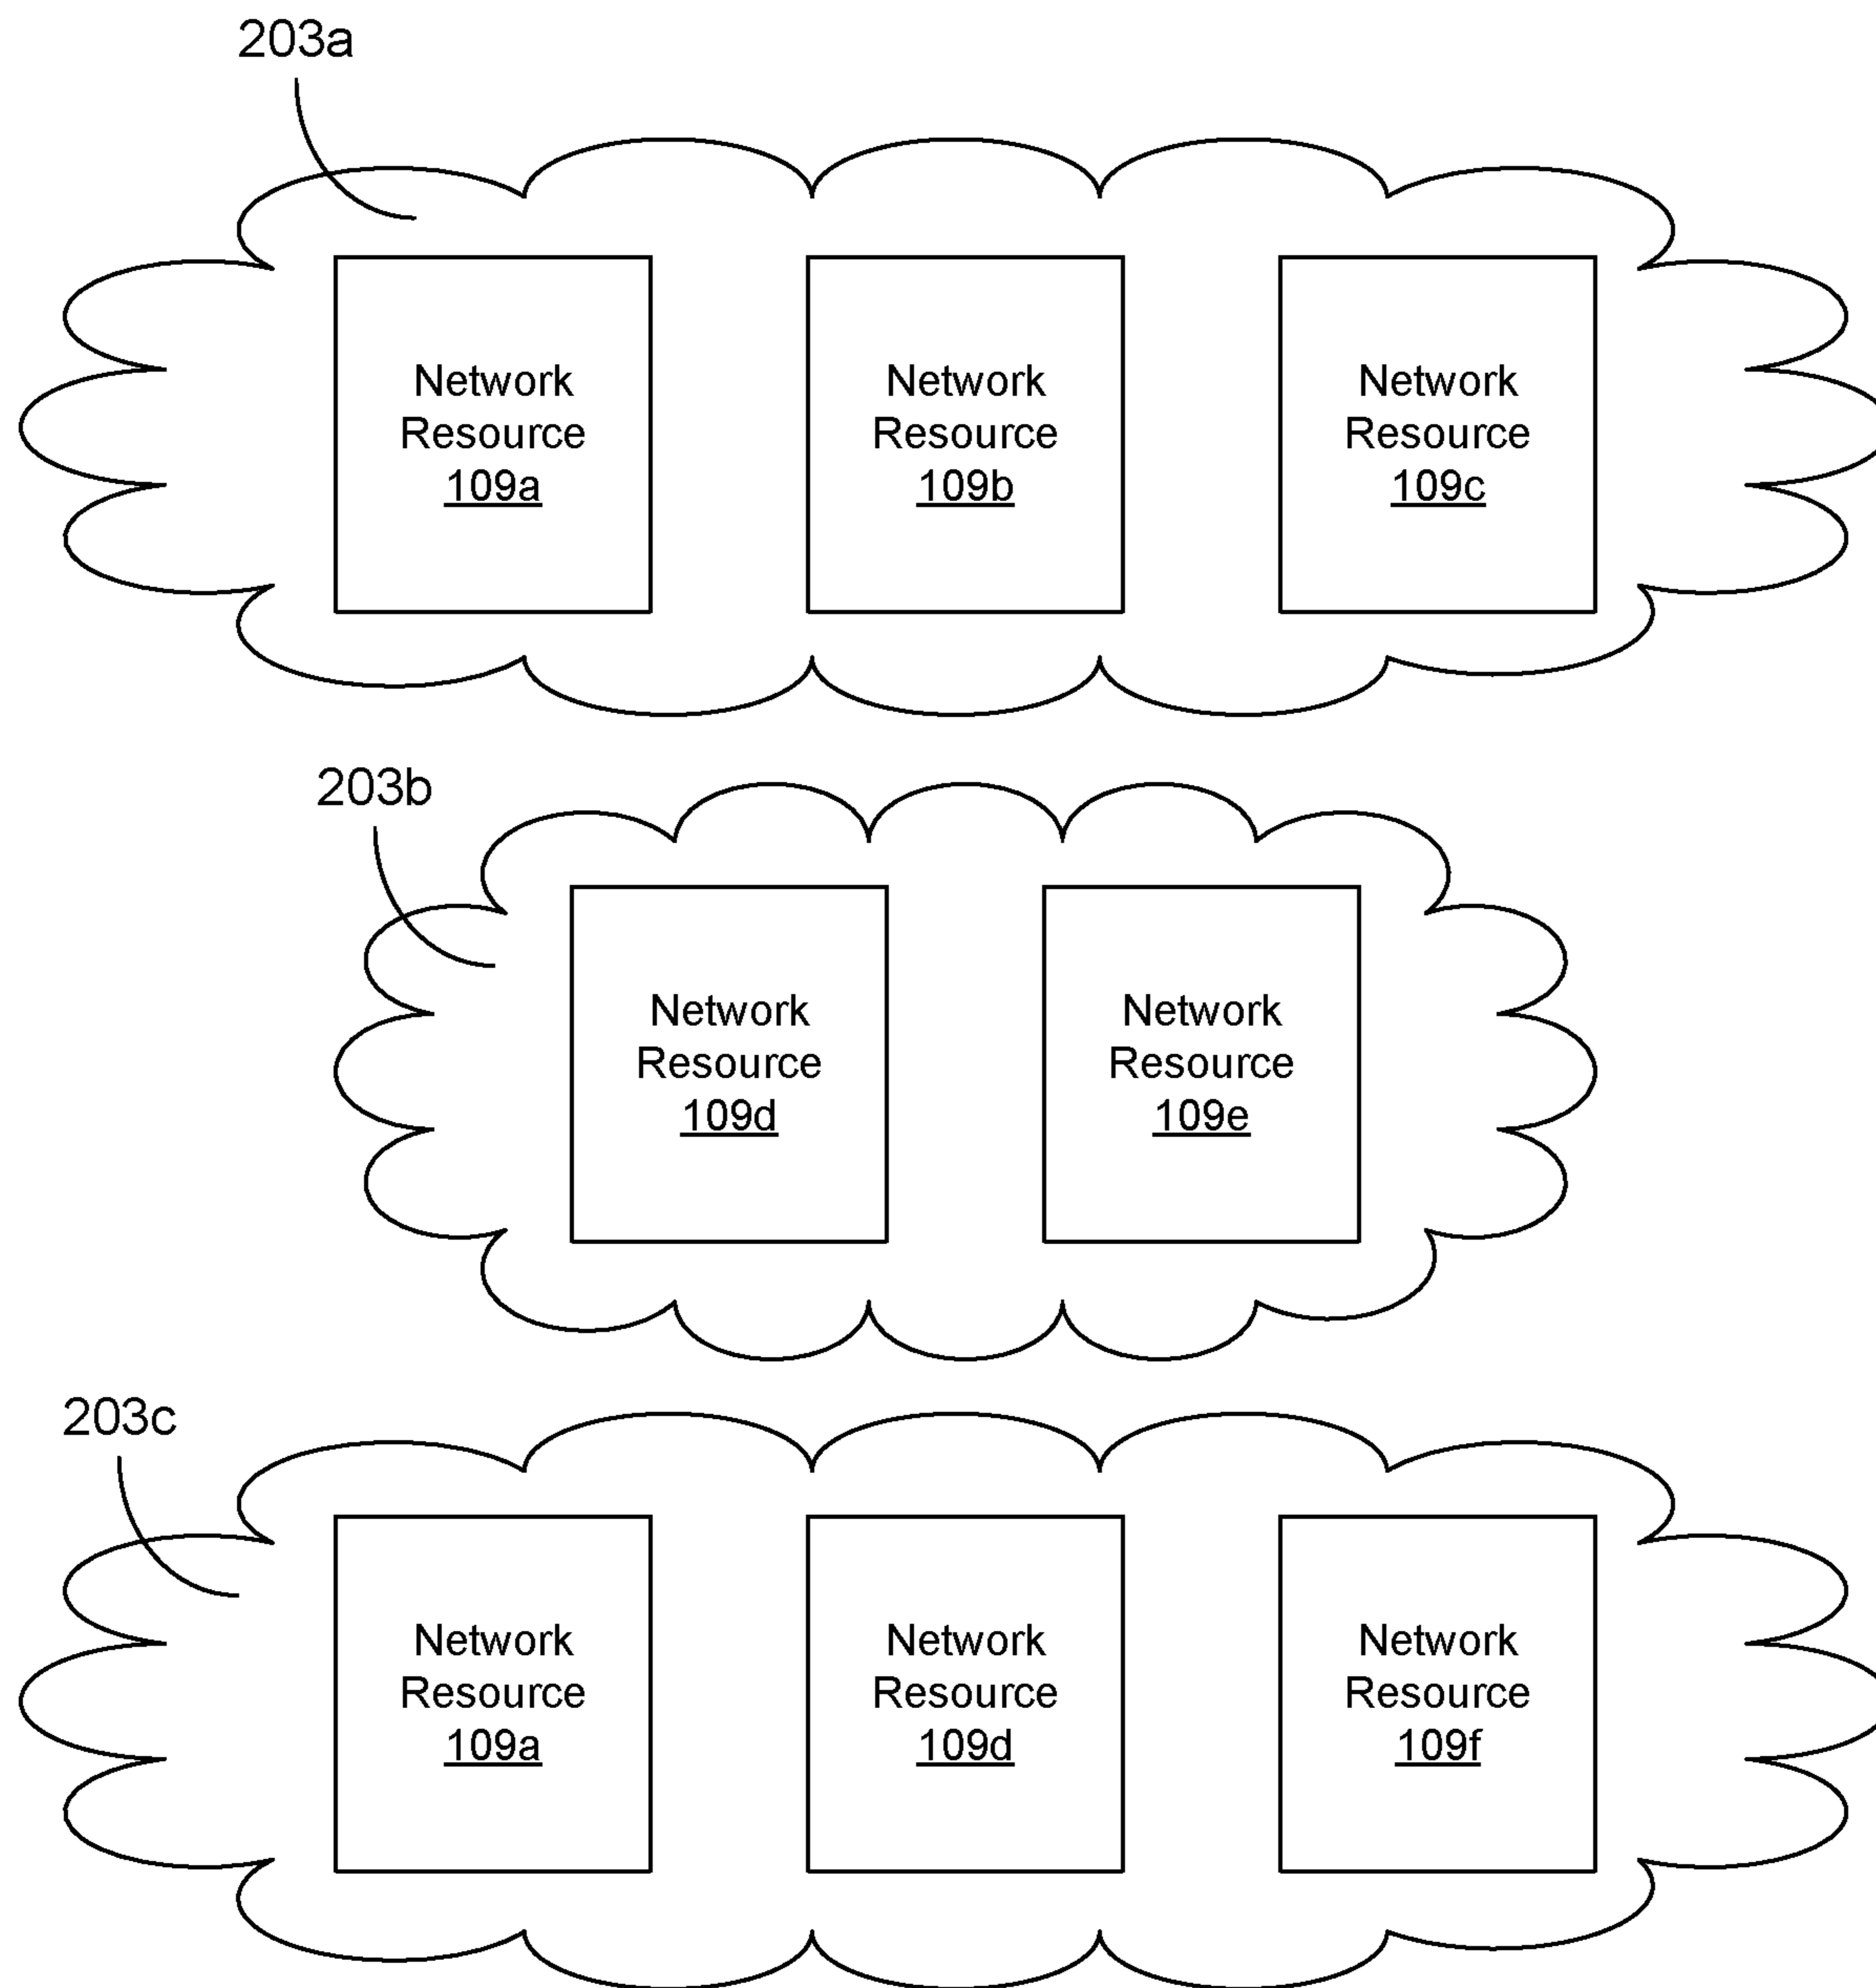 203a
Network
Resource
109a
Network
Resource
109b
Network
Resource
109c
203b
Network
Resource
109d
Network
Resource
109e
203c
Network
Resource
109a
Network
Resource
109d
Network
Resource
109f